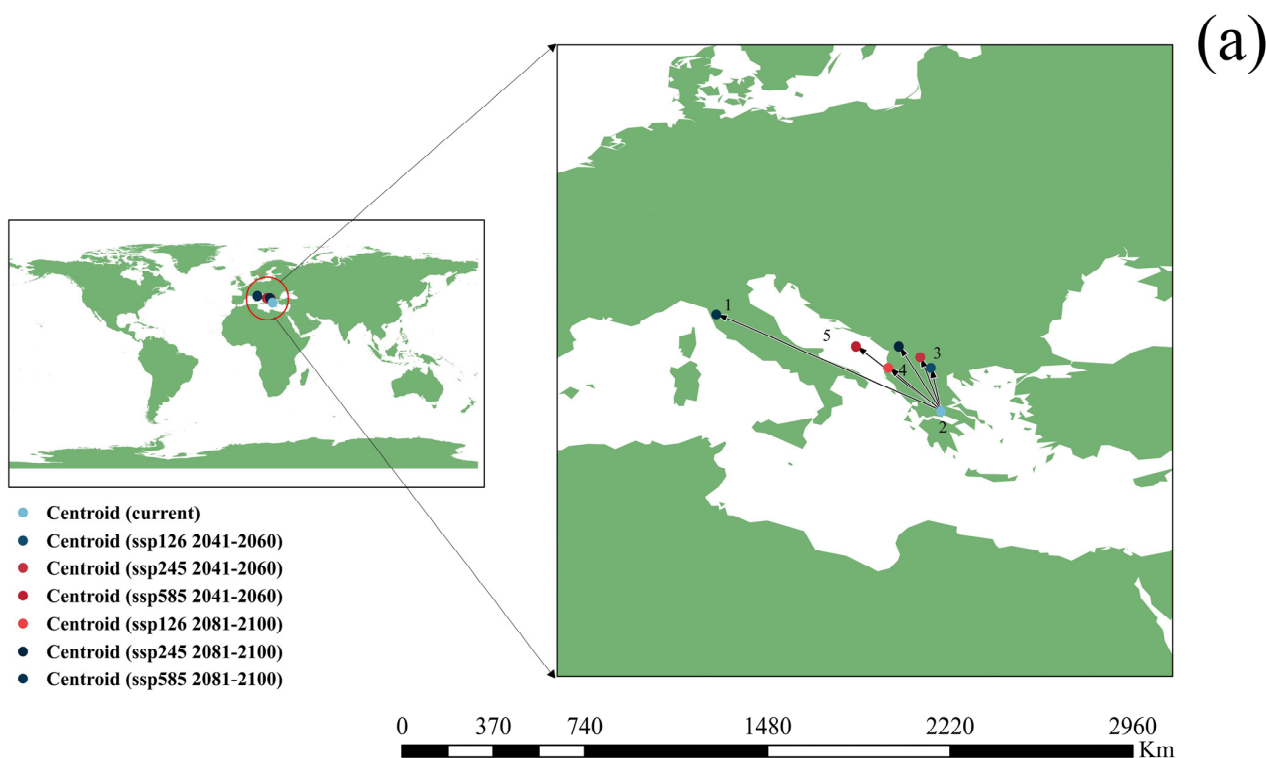 (a)
1
5
3
4
2
Centroid (current)
Centroid (ssp126 2041-2060)
Centroid (ssp245 2041-2060)
Centroid (ssp585 2041-2060)
Centroid (ssp126 2081-2100)
Centroid (ssp245 2081-2100)
Centroid (ssp585 2081-2100)
0 370 740 1480 2220 2960
Km